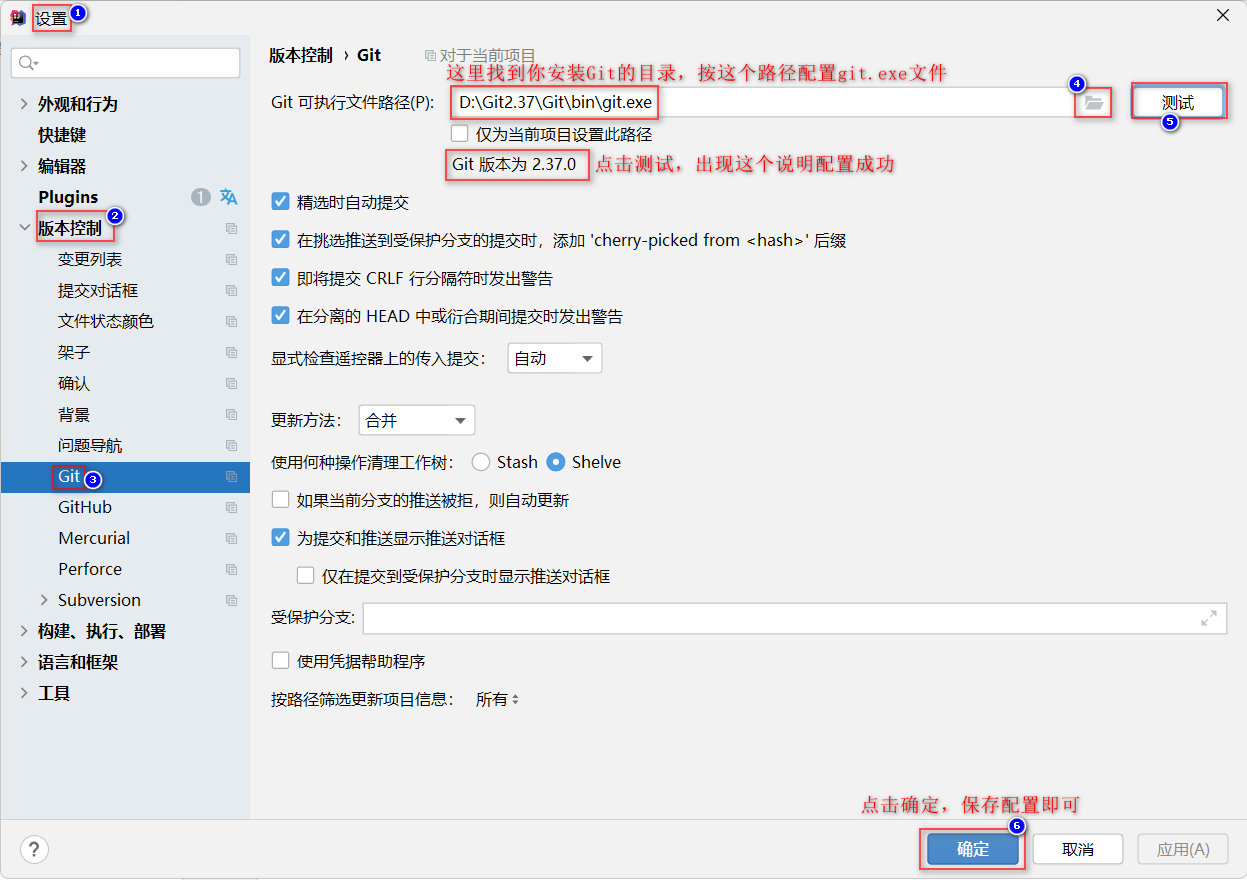 设置 1
版本控制 › Git 对于当前项目
这里找到你安装Git的目录，按这个路径配置git.exe文件
外观和行为
快捷键
编辑器
Plugins 1
版本控制 2
变更列表
提交对话框
文件状态颜色
架子
确认
背景
问题导航
Git 3
GitHub
Mercurial
Perforce
Subversion
构建、执行、部署
语言和框架
工具
Git 可执行文件路径(P): D:\Git2.37\Git\bin\git.exe 4 测试 5
仅为当前项目设置此路径
Git 版本为 2.37.0 点击测试，出现这个说明配置成功
精选时自动提交
在挑选推送到受保护分支的提交时，添加 'cherry-picked from <hash>' 后缀
即将提交 CRLF 行分隔符时发出警告
在分离的 HEAD 中或衍合期间提交时发出警告
显式检查遥控器上的传入提交： 自动
更新方法： 合并
使用何种操作清理工作树： Stash Shelve
如果当前分支的推送被拒，则自动更新
为提交和推送显示推送对话框
仅在提交到受保护分支时显示推送对话框
受保护分支:
使用凭据帮助程序
按路径筛选更新项目信息： 所有
点击确定，保存配置即可
6
? 确定 取消 应用(A)